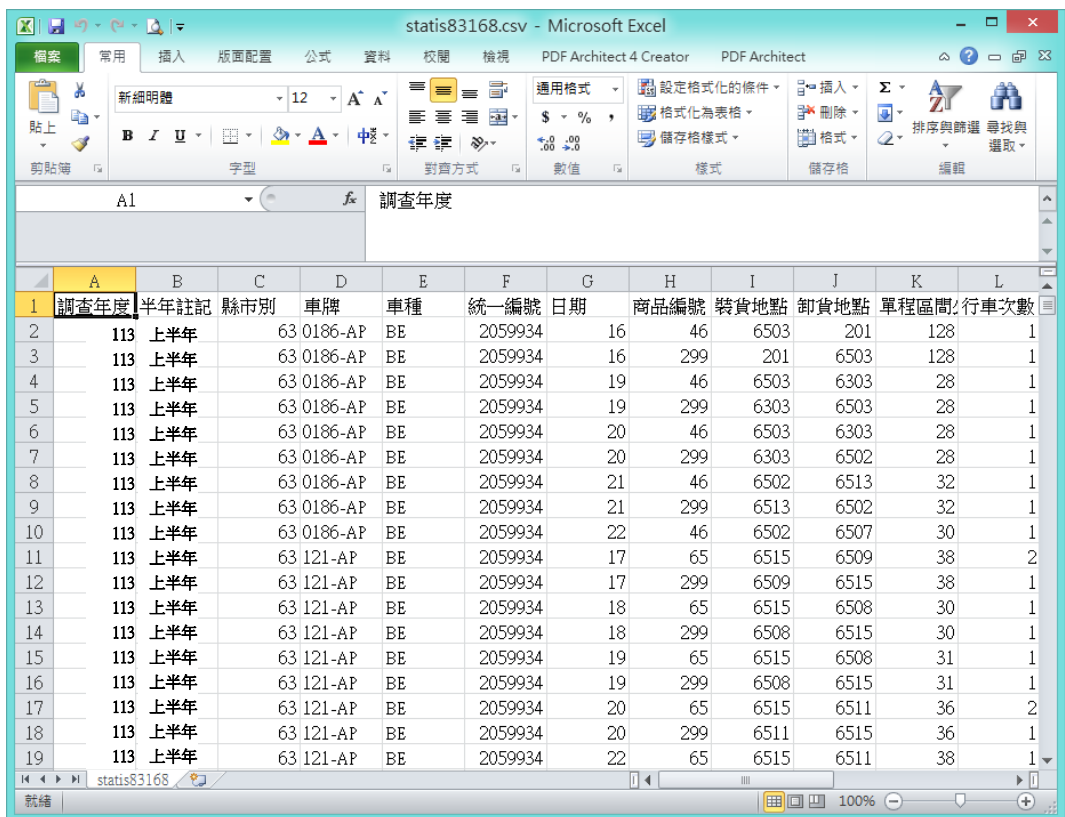 statis83168.csv - Microsoft Excel
檔案 常用 插入 版面配置 公式 資料 校閱 檢視 PDF Architect 4 Creator PDF Architect
新細明體 12 A A 通用格式 設定格式化的條件 插入 Σ
貼上 B I U A 中 $ % , 格式化為表格 刪除 排序與篩選 尋找與選取
儲存格樣式 格式
剪貼簿 字型 對齊方式 數值 樣式 儲存格 編輯
A1 fx 調查年度
A B C D E F G H I J K L
1 調查年度 半年註記 縣市別 車牌 車種 統一編號 日期 商品編號 裝貨地點 卸貨地點 單程區間 行車次數
2 113 上半年 63 0186-AP BE 2059934 16 46 6503 201 128 1
3 113 上半年 63 0186-AP BE 2059934 16 299 201 6503 128 1
4 113 上半年 63 0186-AP BE 2059934 19 46 6503 6303 28 1
5 113 上半年 63 0186-AP BE 2059934 19 299 6303 6503 28 1
6 113 上半年 63 0186-AP BE 2059934 20 46 6503 6303 28 1
7 113 上半年 63 0186-AP BE 2059934 20 299 6303 6502 28 1
8 113 上半年 63 0186-AP BE 2059934 21 46 6502 6513 32 1
9 113 上半年 63 0186-AP BE 2059934 21 299 6513 6502 32 1
10 113 上半年 63 0186-AP BE 2059934 22 46 6502 6507 30 1
11 113 上半年 63 121-AP BE 2059934 17 65 6515 6509 38 2
12 113 上半年 63 121-AP BE 2059934 17 299 6509 6515 38 1
13 113 上半年 63 121-AP BE 2059934 18 65 6515 6508 30 1
14 113 上半年 63 121-AP BE 2059934 18 299 6508 6515 30 1
15 113 上半年 63 121-AP BE 2059934 19 65 6515 6508 31 1
16 113 上半年 63 121-AP BE 2059934 19 299 6508 6515 31 1
17 113 上半年 63 121-AP BE 2059934 20 65 6515 6511 36 2
18 113 上半年 63 121-AP BE 2059934 20 299 6511 6515 36 1
19 113 上半年 63 121-AP BE 2059934 22 65 6515 6511 38 1
statis83168
就緒 100%